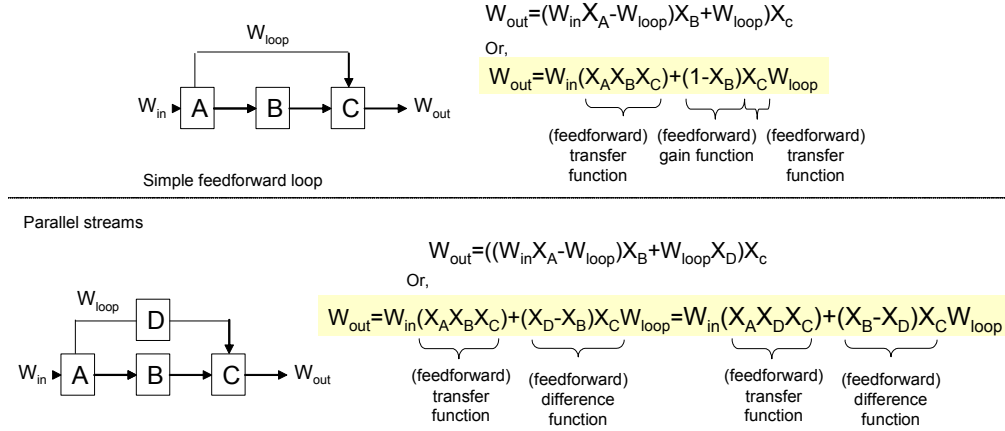 W_out=(W_inX_A-W_loop)X_B+W_loop)X_c
Or,
W_out=W_in(X_AX_BX_C)+(1-X_B)X_CW_loop
W_loop
W_in A B C W_out
(feedforward) transfer function
(feedforward) gain function
(feedforward) transfer function
Simple feedforward loop
Parallel streams
W_out=((W_inX_A-W_loop)X_B+W_loopX_D)X_c
Or,
W_out=W_in(X_AX_BX_C)+(X_D-X_B)X_CW_loop=W_in(X_AX_DX_C)+(X_B-X_D)X_CW_loop
W_loop
D
W_in A B C W_out
(feedforward) transfer function
(feedforward) difference function
(feedforward) transfer function
(feedforward) difference function